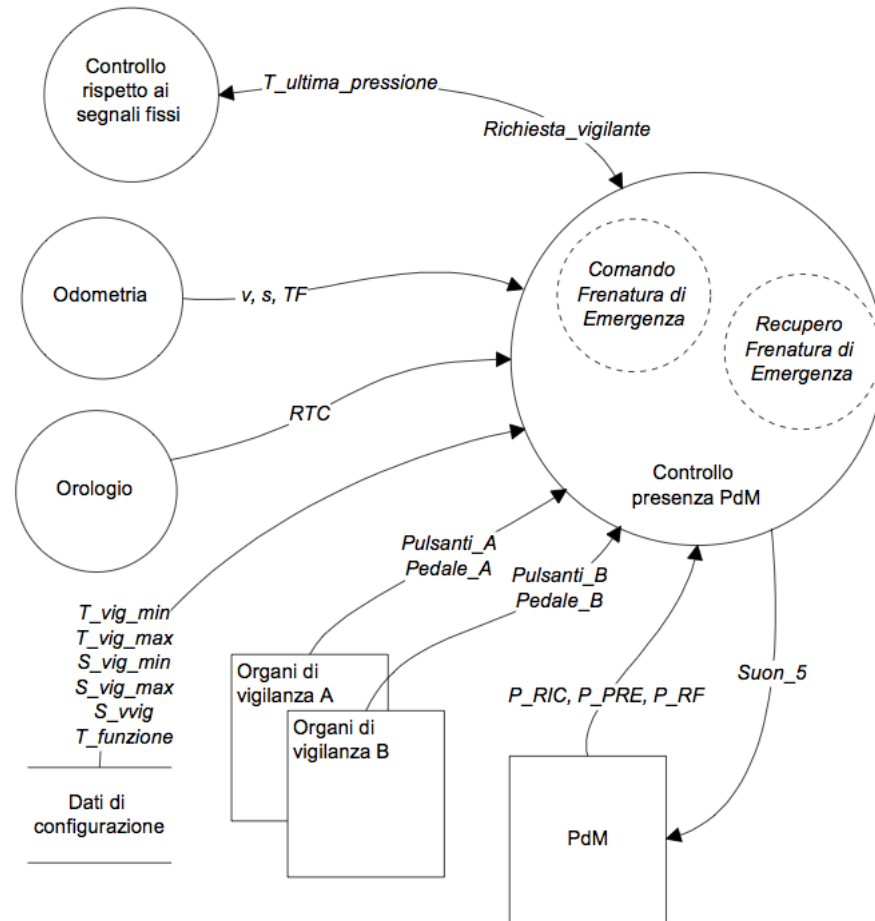 Controllo
rispetto ai
segnali fissi
T_ultima_pressione
Richiesta_vigilante
Comando
Frenatura di
Emergenza
Recupero
Frenatura di
Emergenza
Odometria
v, s, TF
RTC
Orologio
Controllo
presenza PdM
Pulsanti_A
Pedale_A
Pulsanti_B
Pedale_B
T_vig_min
T_vig_max
S_vig_min
S_vig_max
S_vvig
T_funzione
Organi di
vigilanza A
Organi di
vigilanza B
P_RIC, P_PRE, P_RF
Suon_5
Dati di
configurazione
PdM